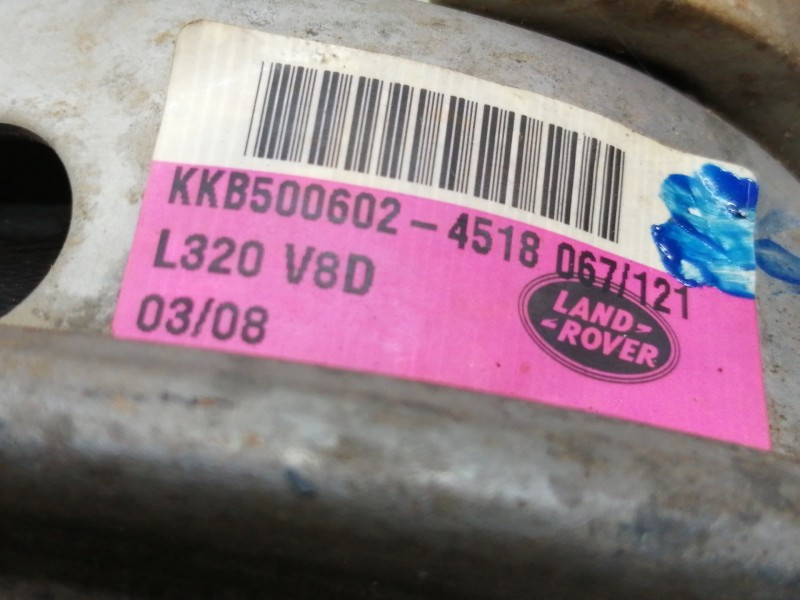 KKB500602-4518 067/121
L320 V8D
03/08
LAND
ROVER